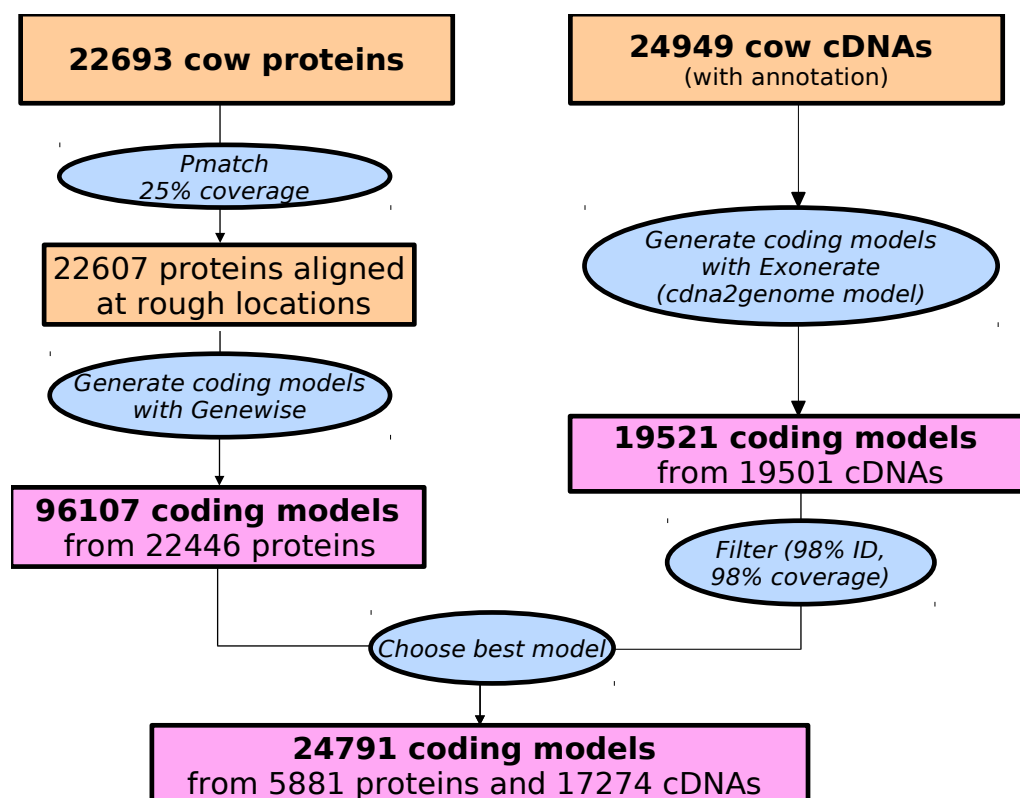 22693 cow proteins
24949 cow cDNAs
(with annotation)
Pmatch
25% coverage
22607 proteins aligned
at rough locations
Generate coding models
with Exonerate
(cdna2genome model)
Generate coding models
with Genewise
19521 coding models
from 19501 cDNAs
96107 coding models
from 22446 proteins
Filter (98% ID,
98% coverage)
Choose best model
24791 coding models
from 5881 proteins and 17274 cDNAs